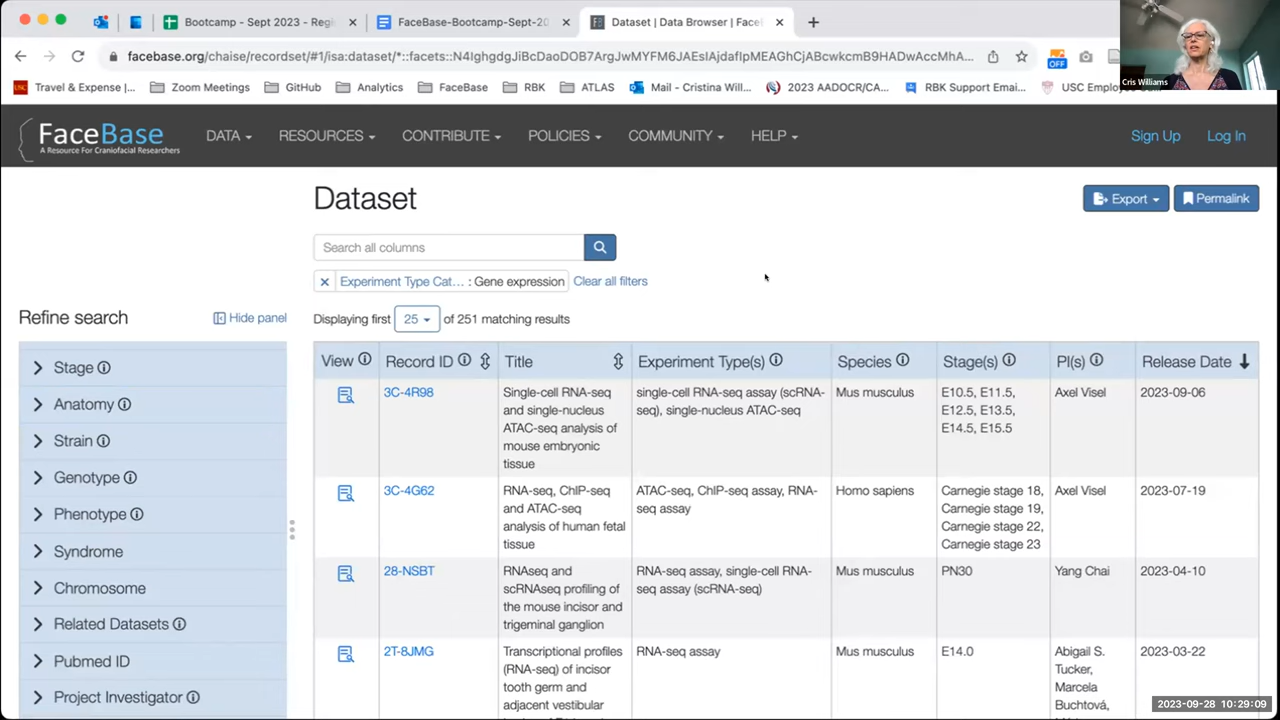 Bootcamp - Sept 2023 - Regi
FaceBase-Bootcamp-Sept-20
Dataset | Data Browser | FaceI
facebase.org/chaise/recordset/#1/isa:dataset/*::facets::N4IghgdgJiBcDaoDOB7ArgJwMYFM6JAEsIAjdafIpMEAGhCjABcwkcmB9HADwAccMhA...
OFF
Travel & Expense |...
Zoom Meetings
GitHub
Analytics
FaceBase
RBK
ATLAS
Mail - Cristina Will...
2023 AADOCR/CA...
RBK Support Emai...
Cris Williams
FaceBase
A Resource For Craniofacial Researchers
DATA
RESOURCES
CONTRIBUTE
POLICIES
COMMUNITY
HELP
Sign Up
Log In
Dataset
Export
Permalink
Search all columns
Experiment Type Cat... : Gene expression
Clear all filters
Refine search
Hide panel
Displaying first 25 of 251 matching results
Stage
Anatomy
Strain
Genotype
Phenotype
Syndrome
Chromosome
Related Datasets
Pubmed ID
Project Investigator
View
Record ID
Title
Experiment Type(s)
Species
Stage(s)
PI(s)
Release Date
3C-4R98
Single-cell RNA-seq
and single-nucleus
ATAC-seq analysis of
mouse embryonic
tissue
single-cell RNA-seq assay (scRNA-
seq), single-nucleus ATAC-seq
Mus musculus
E10.5, E11.5,
E12.5, E13.5,
E14.5, E15.5
Axel Visel
2023-09-06
3C-4G62
RNA-seq, ChIP-seq
and ATAC-seq
analysis of human fetal
tissue
ATAC-seq, ChIP-seq assay, RNA-
seq assay
Homo sapiens
Carnegie stage 18,
Carnegie stage 19,
Carnegie stage 22,
Carnegie stage 23
Axel Visel
2023-07-19
28-NSBT
RNAseq and
scRNAseq profiling of
the mouse incisor and
trigeminal ganglion
RNA-seq assay, single-cell RNA-
seq assay (scRNA-seq)
Mus musculus
PN30
Yang Chai
2023-04-10
2T-8JMG
Transcriptional profiles
(RNA-seq) of incisor
tooth germ and
adjacent vestibular
RNA-seq assay
Mus musculus
E14.0
Abigail S.
Tucker,
Marcela
Buchtová,
2023-03-22
2023-09-28 10:29:09